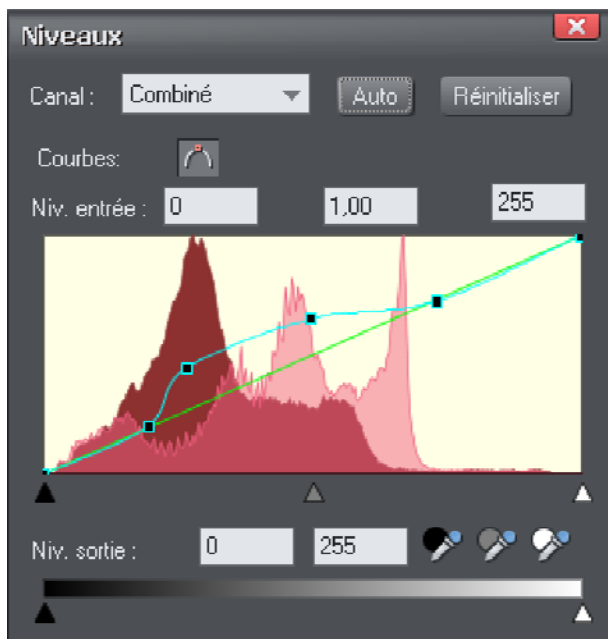 Niveaux
Canal : Combiné Auto Réinitialiser
Courbes:
Niv. entrée : 0 1,00 255
Niv. sortie : 0 255